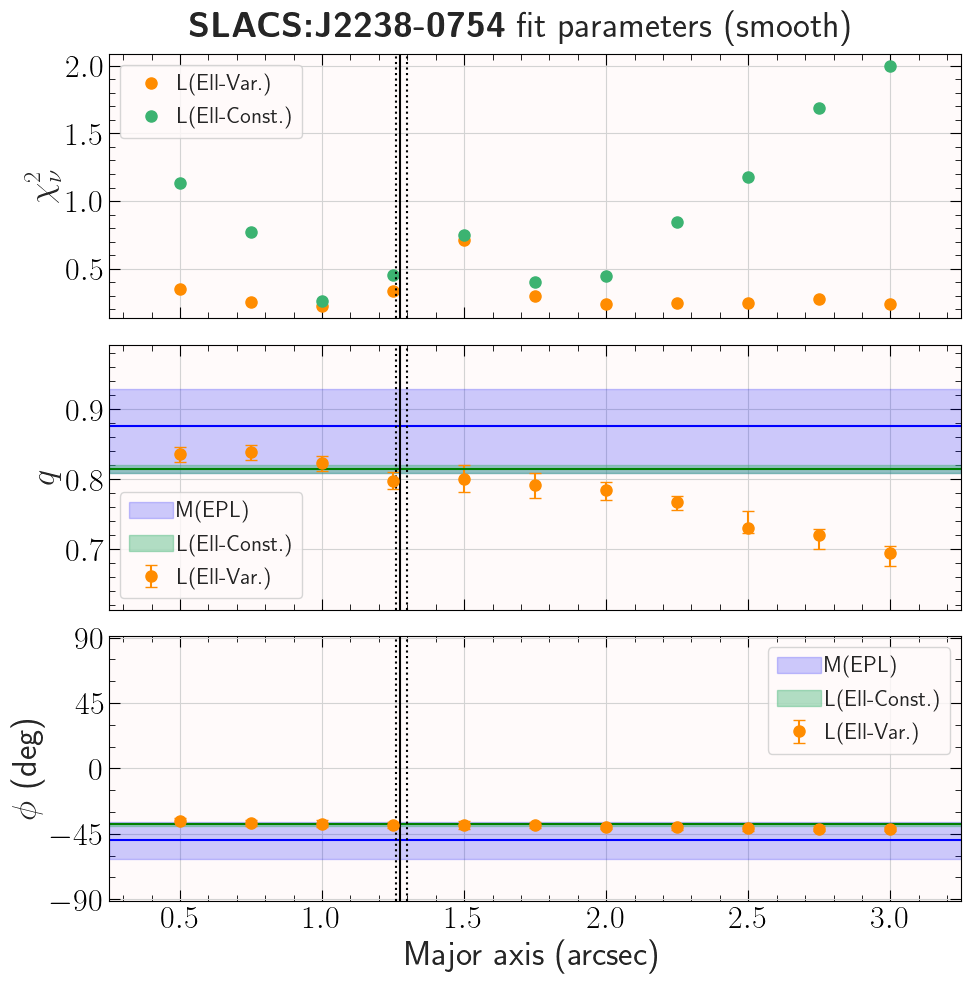 SLACS:J2238-0754 fit parameters (smooth)
2.0
1.5
1.0
0.5
χ²ᵥ
L(Ell-Var.)
L(Ell-Const.)
0.9
0.8
0.7
q
M(EPL)
L(Ell-Const.)
L(Ell-Var.)
90
45
0
−45
−90
ϕ (deg)
M(EPL)
L(Ell-Const.)
L(Ell-Var.)
0.5 1.0 1.5 2.0 2.5 3.0
Major axis (arcsec)